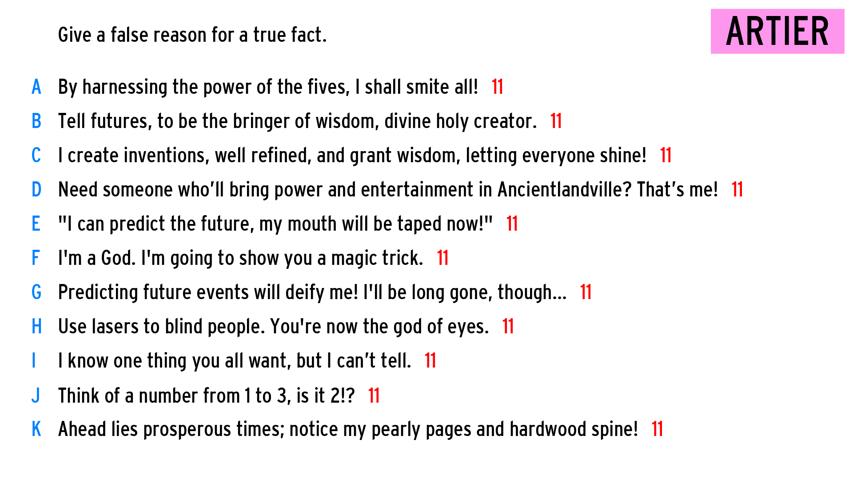 Give a false reason for a true fact.
ARTIER
A By harnessing the power of the fives, I shall smite all! 11
B Tell futures, to be the bringer of wisdom, divine holy creator. 11
C I create inventions, well refined, and grant wisdom, letting everyone shine! 11
D Need someone who'll bring power and entertainment in Ancientlandville? That's me! 11
E "I can predict the future, my mouth will be taped now!" 11
F I'm a God. I'm going to show you a magic trick. 11
G Predicting future events will deify me! I'll be long gone, though... 11
H Use lasers to blind people. You're now the god of eyes. 11
I I know one thing you all want, but I can't tell. 11
J Think of a number from 1 to 3, is it 2!? 11
K Ahead lies prosperous times; notice my pearly pages and hardwood spine! 11